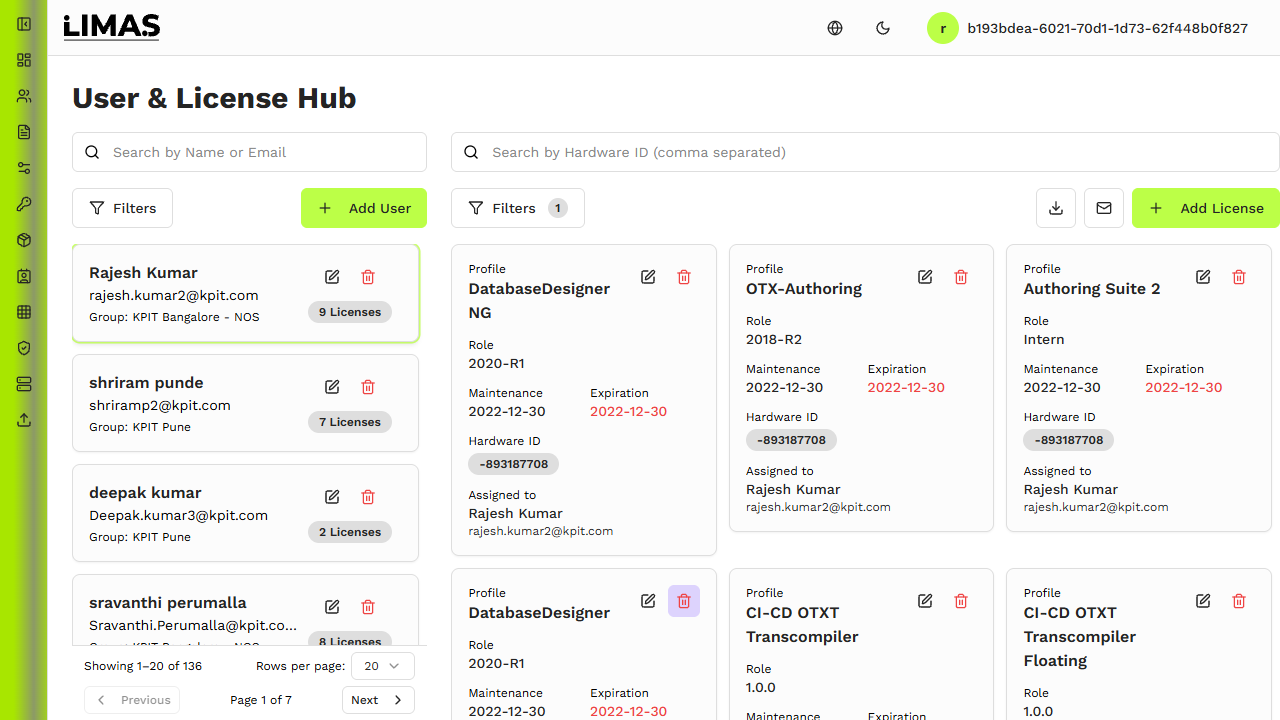 LIMAS
r
b193bdea-6021-70d1-1d73-62f448b0f827
User & License Hub
Search by Name or Email
Search by Hardware ID (comma separated)
Filters
Add User
Filters 1
Add License
Rajesh Kumar
rajesh.kumar2@kpit.com
Group: KPIT Bangalore - NOS
9 Licenses
shriram punde
shriramp2@kpit.com
Group: KPIT Pune
7 Licenses
deepak kumar
Deepak.kumar3@kpit.com
Group: KPIT Pune
2 Licenses
sravanthi perumalla
Sravanthi.Perumalla@kpit.co...
8 Licenses
Showing 1–20 of 136
Rows per page: 20
Previous
Page 1 of 7
Next
Profile
DatabaseDesigner
NG
Role
2020-R1
Maintenance
2022-12-30
Expiration
2022-12-30
Hardware ID
-893187708
Assigned to
Rajesh Kumar
rajesh.kumar2@kpit.com
Profile
OTX-Authoring
Role
2018-R2
Maintenance
2022-12-30
Expiration
2022-12-30
Hardware ID
-893187708
Assigned to
Rajesh Kumar
rajesh.kumar2@kpit.com
Profile
Authoring Suite 2
Role
Intern
Maintenance
2022-12-30
Expiration
2022-12-30
Hardware ID
-893187708
Assigned to
Rajesh Kumar
rajesh.kumar2@kpit.com
Profile
DatabaseDesigner
Role
2020-R1
Maintenance
2022-12-30
Expiration
2022-12-30
Profile
CI-CD OTXT
Transcompiler
Role
1.0.0
Maintenance
Expiration
Profile
CI-CD OTXT
Transcompiler
Floating
Role
1.0.0